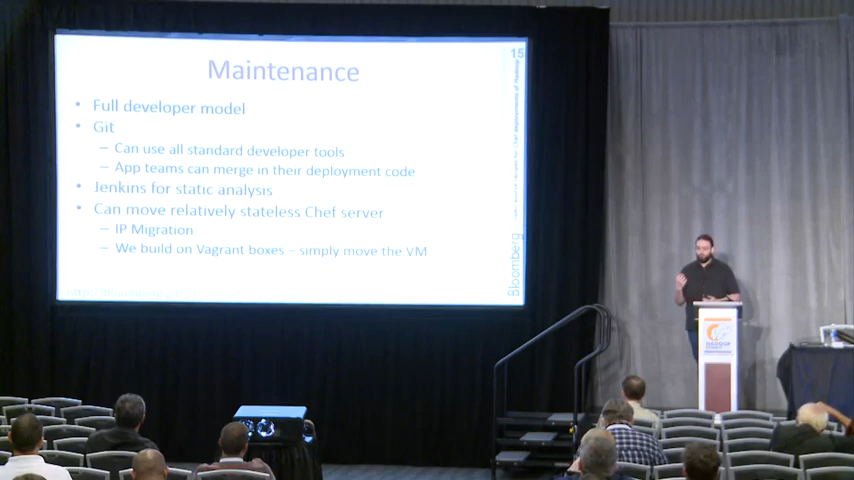 Maintenance
• Full developer model
• Git
– Can use all standard developer tools
– App teams can merge in their deployment code
• Jenkins for static analysis
• Can move relatively stateless Chef server
– IP Migration
– We build on Vagrant boxes – simply move the VM
15
Bloomberg
HADOOP